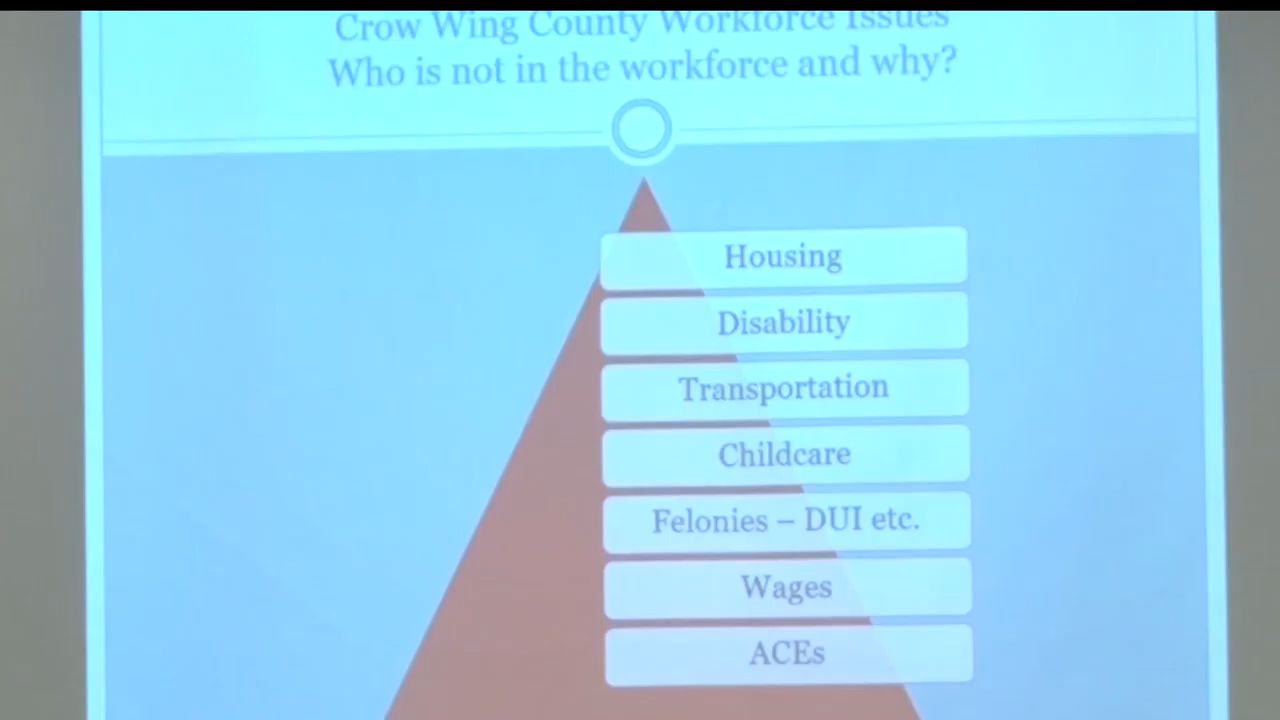 Crow Wing County Workforce Issues
Who is not in the workforce and why?
Housing
Disability
Transportation
Childcare
Felonies – DUI etc.
Wages
ACEs